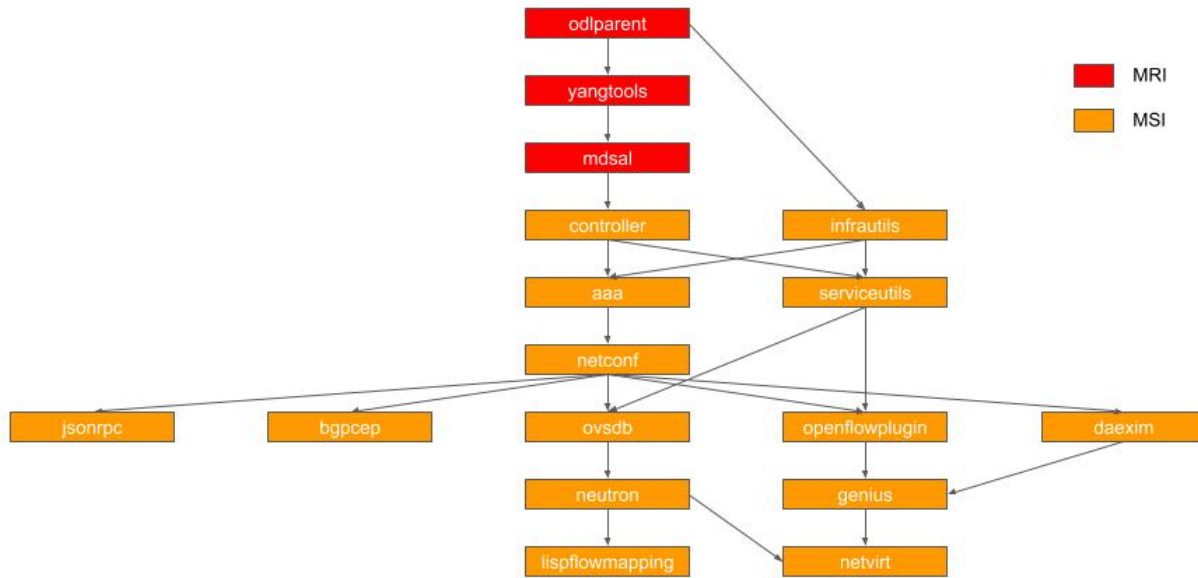 odlparent
MRI
yangtools
MSI
mdsal
controller
infrautils
aaa
serviceutils
netconf
jsonrpc
bgpcep
ovsdb
openflowplugin
daexim
neutron
genius
lispflowmapping
netvirt